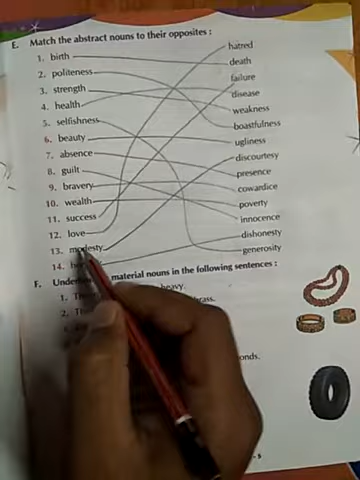 E. Match the abstract nouns to their opposites :
1. birth
hatred
2. politeness
death
3. strength
failure
4. health
disease
5. selfishness
weakness
6. beauty
boastfulness
7. absence
ugliness
8. guilt
discourtesy
9. bravery
presence
10. wealth
cowardice
11. success
poverty
12. love
innocence
13. modesty
dishonesty
14.
generosity
F. material nouns in the following sentences :
1. heavy.
2.